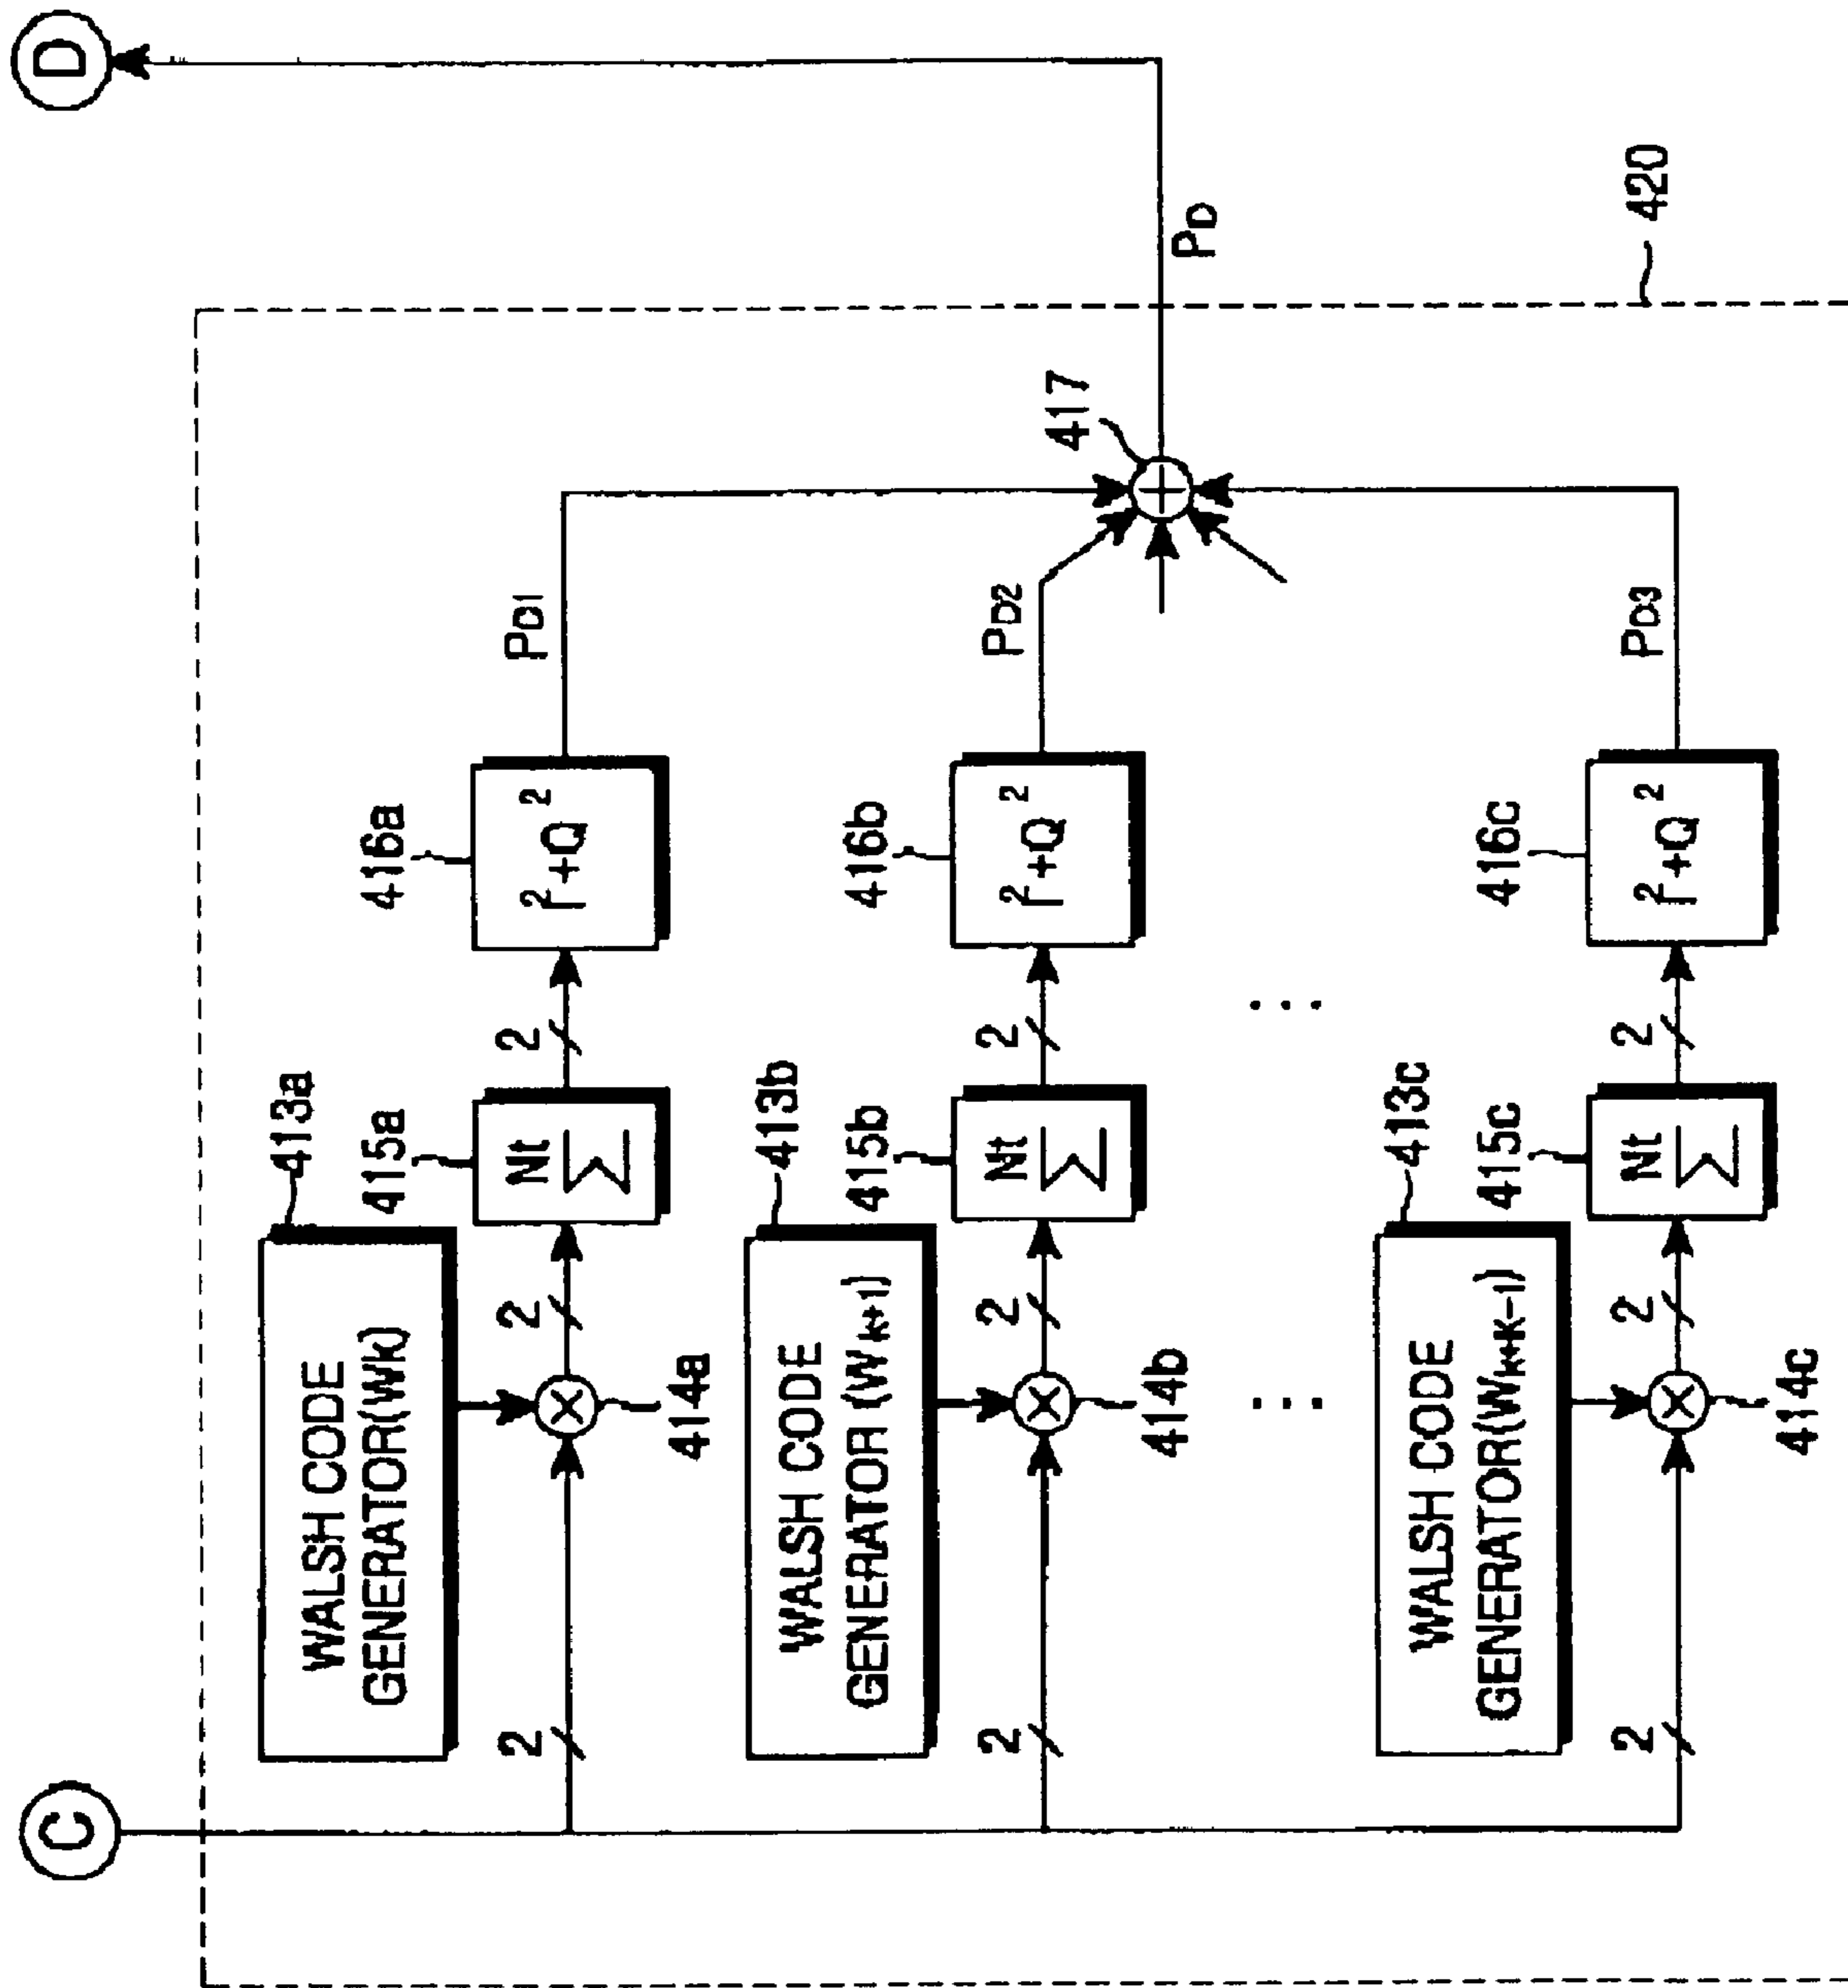 C
D
WALSH CODE
GENERATOR(Wk)
413a
2
414a
2
415a
Nt
Σ
2
416a
I²+Q²
PD1
WALSH CODE
GENERATOR (Wk+1)
413b
2
414b
2
415b
Nt
Σ
2
416b
I²+Q²
PD2
417
PD
...
...
WALSH CODE
GENERATOR(Wk+K-1)
413c
2
414c
2
415c
Nt
Σ
2
416c
I²+Q²
PD3
420